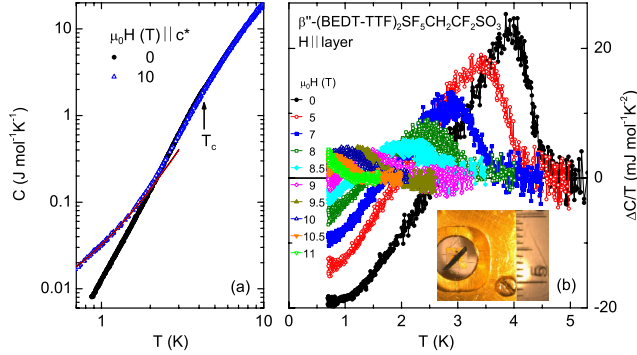 (a)
μ₀H (T) || c*
0
10
T_c
C (J mol⁻¹K⁻¹)
10
1
0.1
0.01
1
10
T (K)
β''-(BEDT-TTF)₂SF₅CH₂CF₂SO₃
H || layer
μ₀H (T)
0
5
7
8
8.5
9
9.5
10
10.5
11
(b)
5
20
0
-20
ΔC/T (mJ mol⁻¹K⁻²)
0
1
2
3
4
5
T (K)